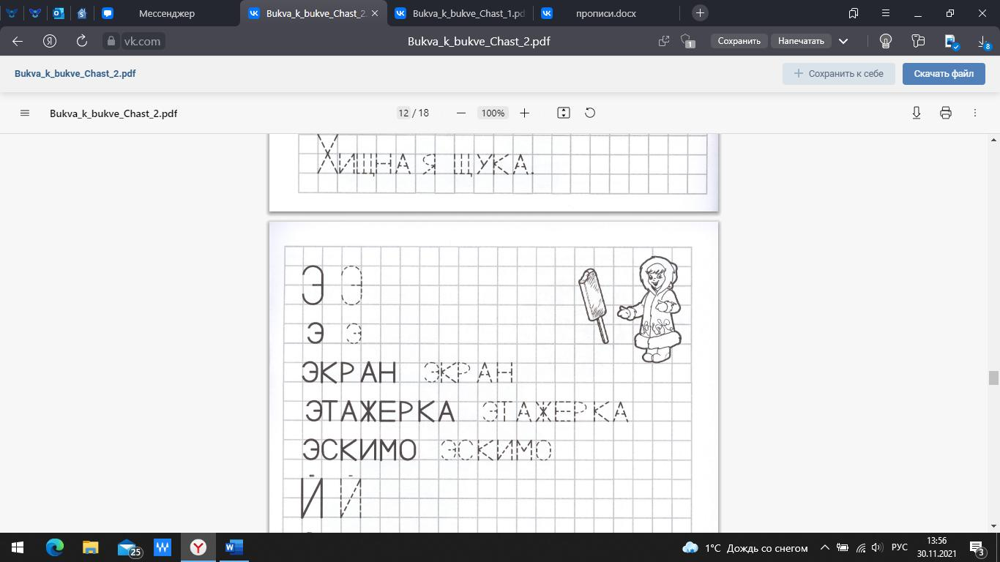 Мессенджер
Bukva_k_bukve_Chast_2.
Bukva_k_bukve_Chast_1.pd
прописи.docx
vk.com
Bukva_k_bukve_Chast_2.pdf
1
Сохранить
Напечатать
8
Bukva_k_bukve_Chast_2.pdf
Сохранить к себе
Скачать файл
Bukva_k_bukve_Chast_2.pdf
12 / 18
100%
ХИЩНАЯ Я ЩУКА.
Э Э
Э Э
ЭКРАН ЭКРАН
ЭТАЖЕРКА ЭТАЖЕРКА
ЭСКИМО ЭСКИМО
Й Й
25
1°C Дождь со снегом
РУС
13:56
30.11.2021
3